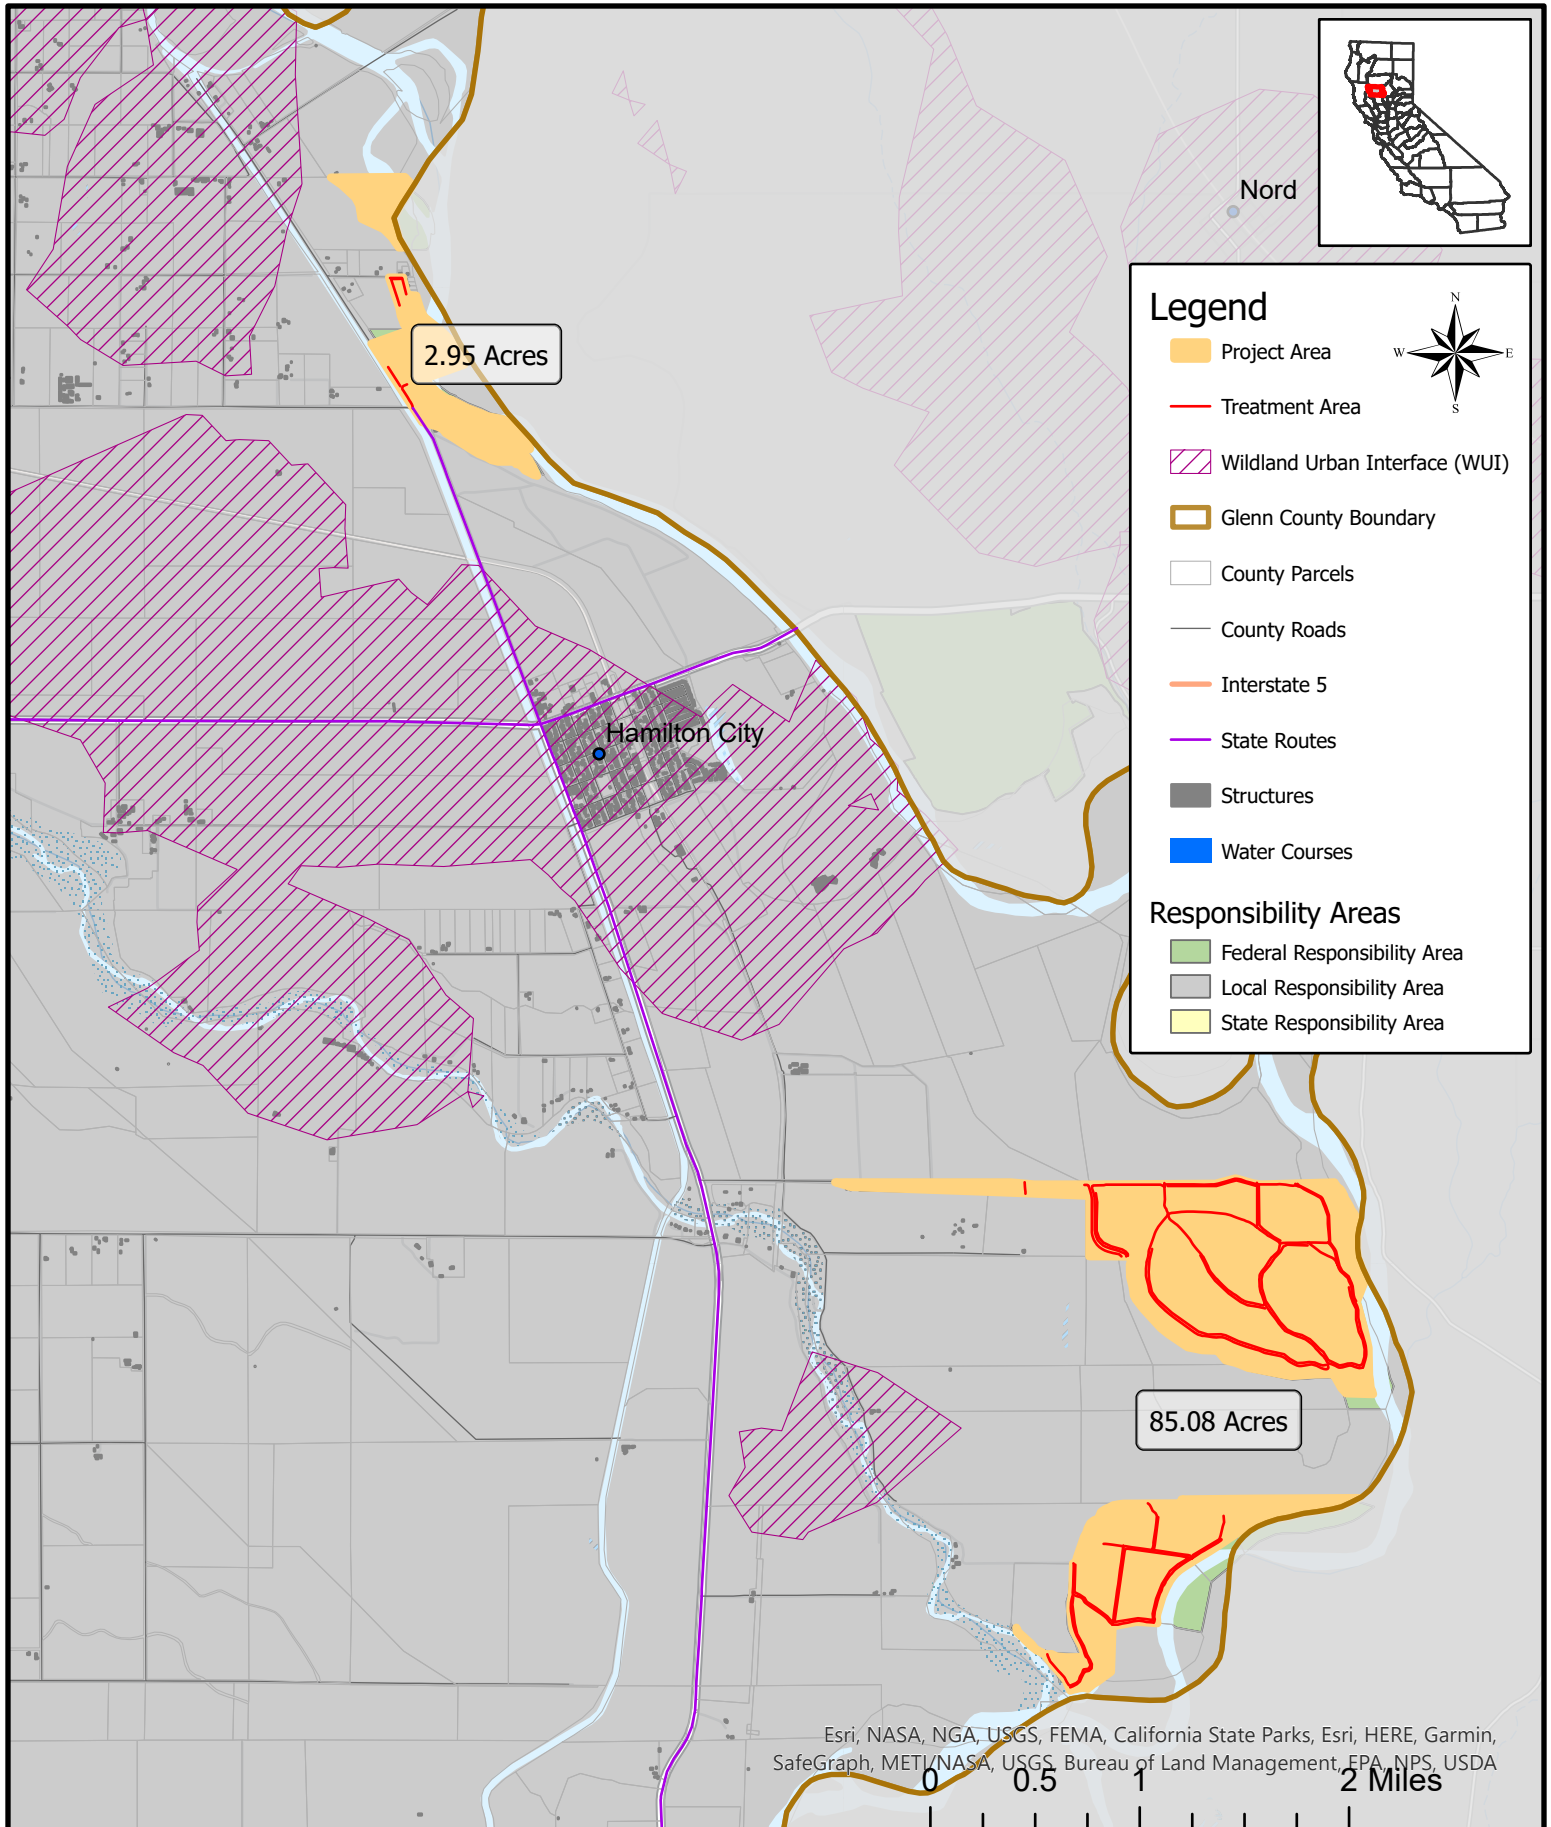 Nord
Legend
N
W
E
S
Project Area
Treatment Area
Wildland Urban Interface (WUI)
Glenn County Boundary
County Parcels
County Roads
Interstate 5
State Routes
Structures
Water Courses
Responsibility Areas
Federal Responsibility Area
Local Responsibility Area
State Responsibility Area
2.95 Acres
Hamilton City
85.08 Acres
Esri, NASA, NGA, USGS, FEMA, California State Parks, Esri, HERE, Garmin,
SafeGraph, METI/NASA, USGS, Bureau of Land Management, EPA, NPS, USDA
0 0.5 1 2 Miles